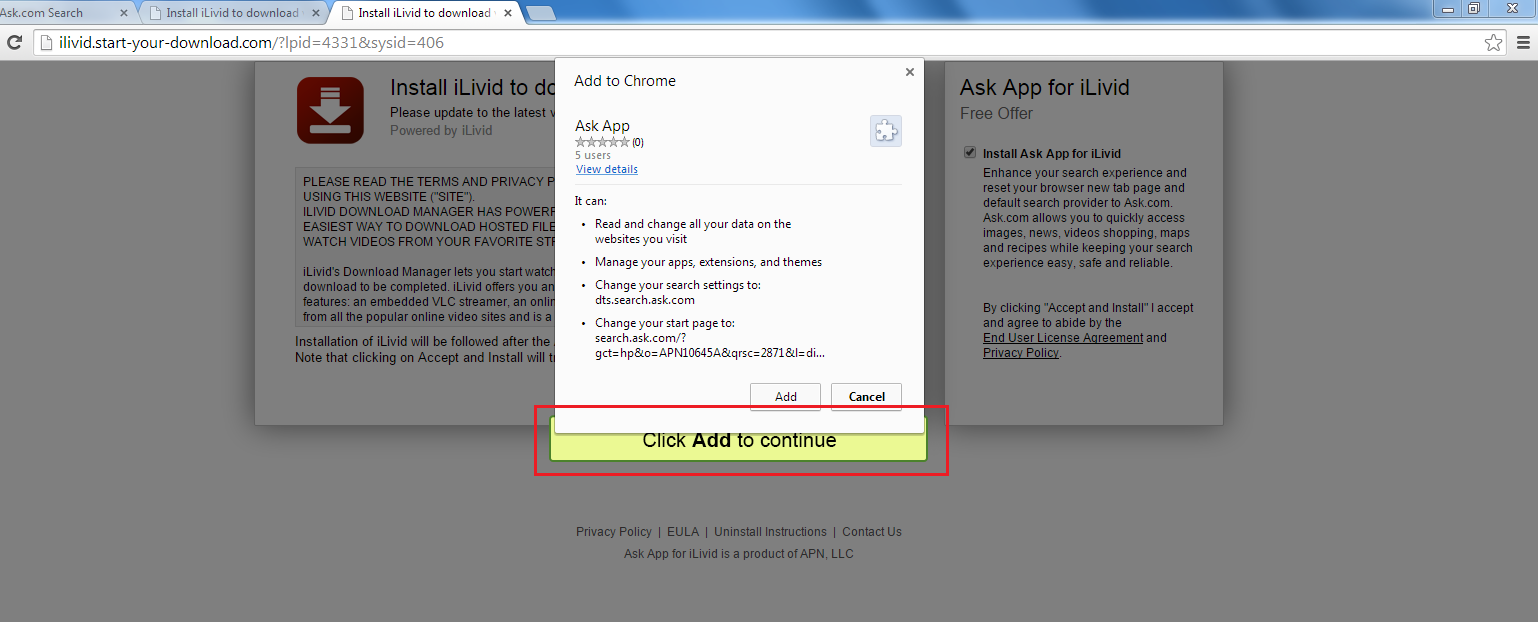 Ask.com Search
Install iLivid to download
Install iLivid to download
ilivid.start-your-download.com/?lpid=4331&sysid=406
Install iLivid to do
Please update to the latest v
Powered by iLivid
PLEASE READ THE TERMS AND PRIVACY P
USING THIS WEBSITE ("SITE").
ILIVID DOWNLOAD MANAGER HAS POWERF
EASIEST WAY TO DOWNLOAD HOSTED FILE
WATCH VIDEOS FROM YOUR FAVORITE STR
iLivid's Download Manager lets you start watch
download to be completed. iLivid offers you an
features: an embedded VLC streamer, an onlin
from all the popular online video sites and is a
Installation of iLivid will be followed after the
Note that clicking on Accept and Install will tr
Add to Chrome
Ask App
(0)
5 users
View details
It can:
• Read and change all your data on the
websites you visit
• Manage your apps, extensions, and themes
• Change your search settings to:
dts.search.ask.com
• Change your start page to:
search.ask.com/?
gct=hp&o=APN10645A&qrsc=2871&l=di...
Add
Cancel
Click Add to continue
Ask App for iLivid
Free Offer
Install Ask App for iLivid
Enhance your search experience and
reset your browser new tab page and
default search provider to Ask.com.
Ask.com allows you to quickly access
images, news, videos shopping, maps
and recipes while keeping your search
experience easy, safe and reliable.
By clicking "Accept and Install" I accept
and agree to abide by the
End User License Agreement and
Privacy Policy.
Privacy Policy | EULA | Uninstall Instructions | Contact Us
Ask App for iLivid is a product of APN, LLC